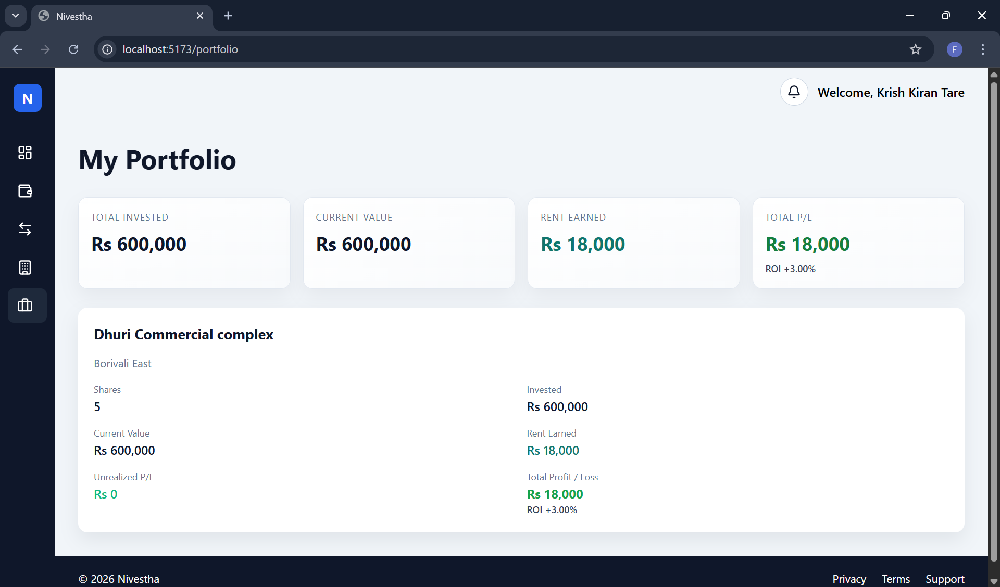 Nivestha
localhost:5173/portfolio
F
N
Welcome, Krish Kiran Tare
My Portfolio
TOTAL INVESTED
Rs 600,000
CURRENT VALUE
Rs 600,000
RENT EARNED
Rs 18,000
TOTAL P/L
Rs 18,000
ROI +3.00%
Dhuri Commercial complex
Borivali East
Shares
5
Invested
Rs 600,000
Current Value
Rs 600,000
Rent Earned
Rs 18,000
Unrealized P/L
Rs 0
Total Profit / Loss
Rs 18,000
ROI +3.00%
© 2026 Nivestha
Privacy Terms Support